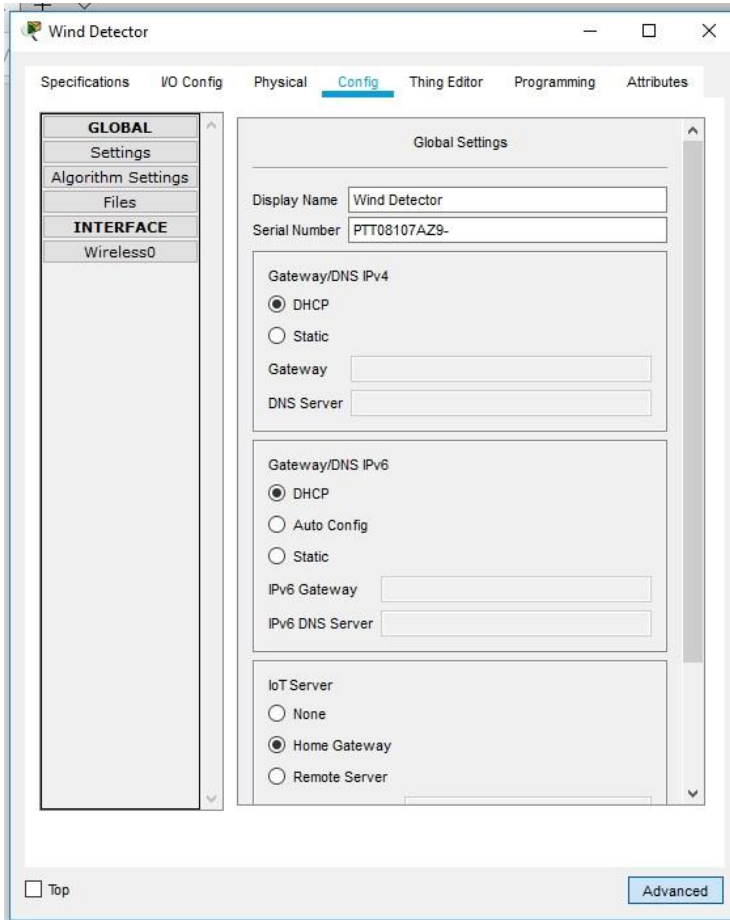 Wind Detector
Specifications I/O Config Physical Config Thing Editor Programming Attributes
GLOBAL
Settings
Algorithm Settings
Files
INTERFACE
Wireless0
Global Settings
Display Name Wind Detector
Serial Number PTT08107AZ9-
Gateway/DNS IPv4
DHCP
Static
Gateway
DNS Server
Gateway/DNS IPv6
DHCP
Auto Config
Static
IPv6 Gateway
IPv6 DNS Server
IoT Server
None
Home Gateway
Remote Server
Top
Advanced